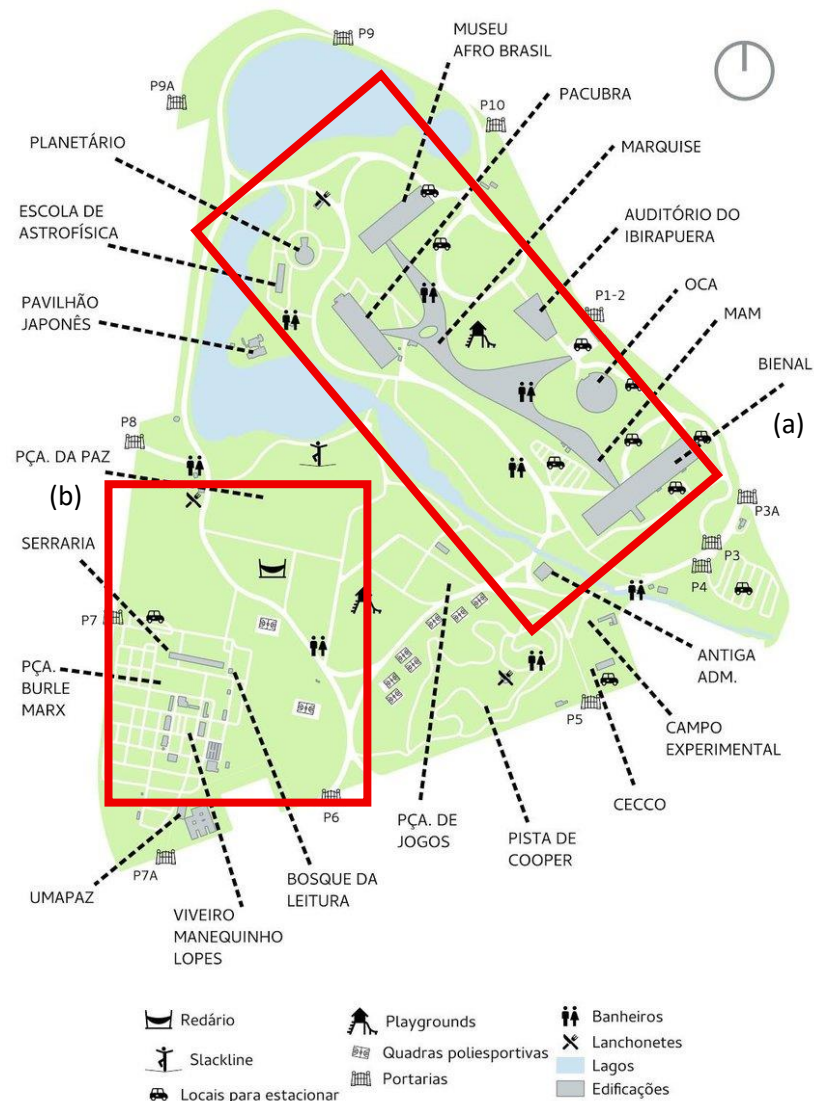 P9
MUSEU
AFRO BRASIL
P9A
PACUBRA
P10
PLANETÁRIO
MARQUISE
ESCOLA DE
ASTROFÍSICA
AUDITÓRIO DO
IBIRAPUERA
PAVILHÃO
JAPONÊS
OCA
P1-2
MAM
BIENAL
(a)
P8
PÇA. DA PAZ
(b)
P3A
SERRARIA
P3
P4
P7
PÇA.
BURLE
MARX
ANTIGA
ADM.
P5
CAMPO
EXPERIMENTAL
CECCO
P6
PÇA. DE
JOGOS
PISTA DE
COOPER
P7A
UMAPAZ
BOSQUE DA
LEITURA
VIVEIRO
MANEQUINHO
LOPES
Redário
Slackline
Locais para estacionar
Playgrounds
Quadras poliesportivas
Portarias
Banheiros
Lanchonetes
Lagos
Edificações